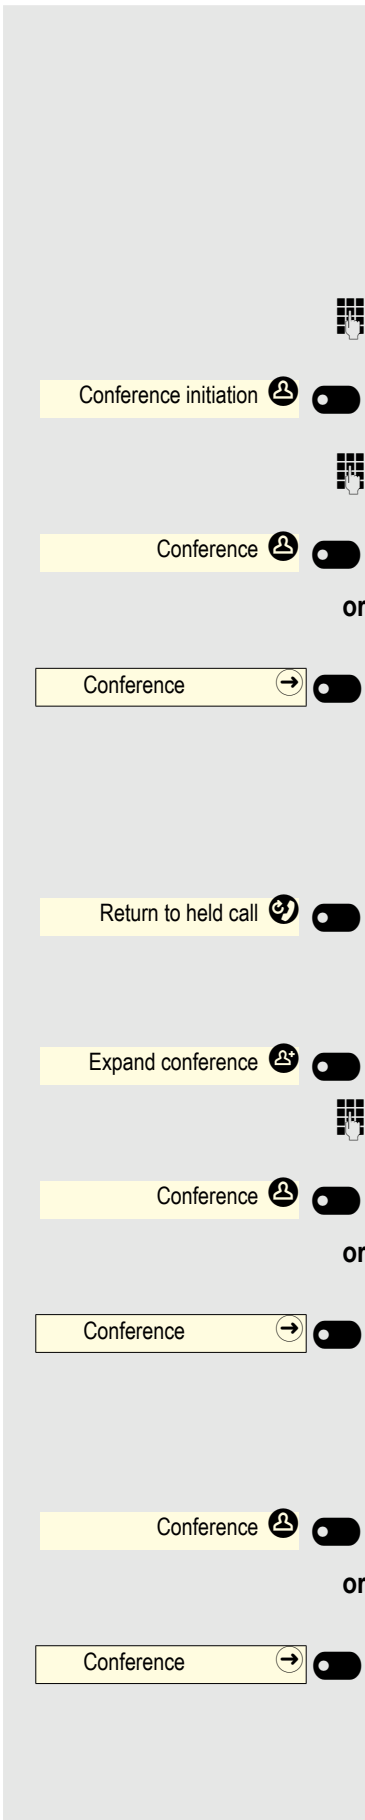 Conference initiation
Conference
or
Conference
Return to held call
Expand conference
Conference
or
Conference
Conference
or
Conference